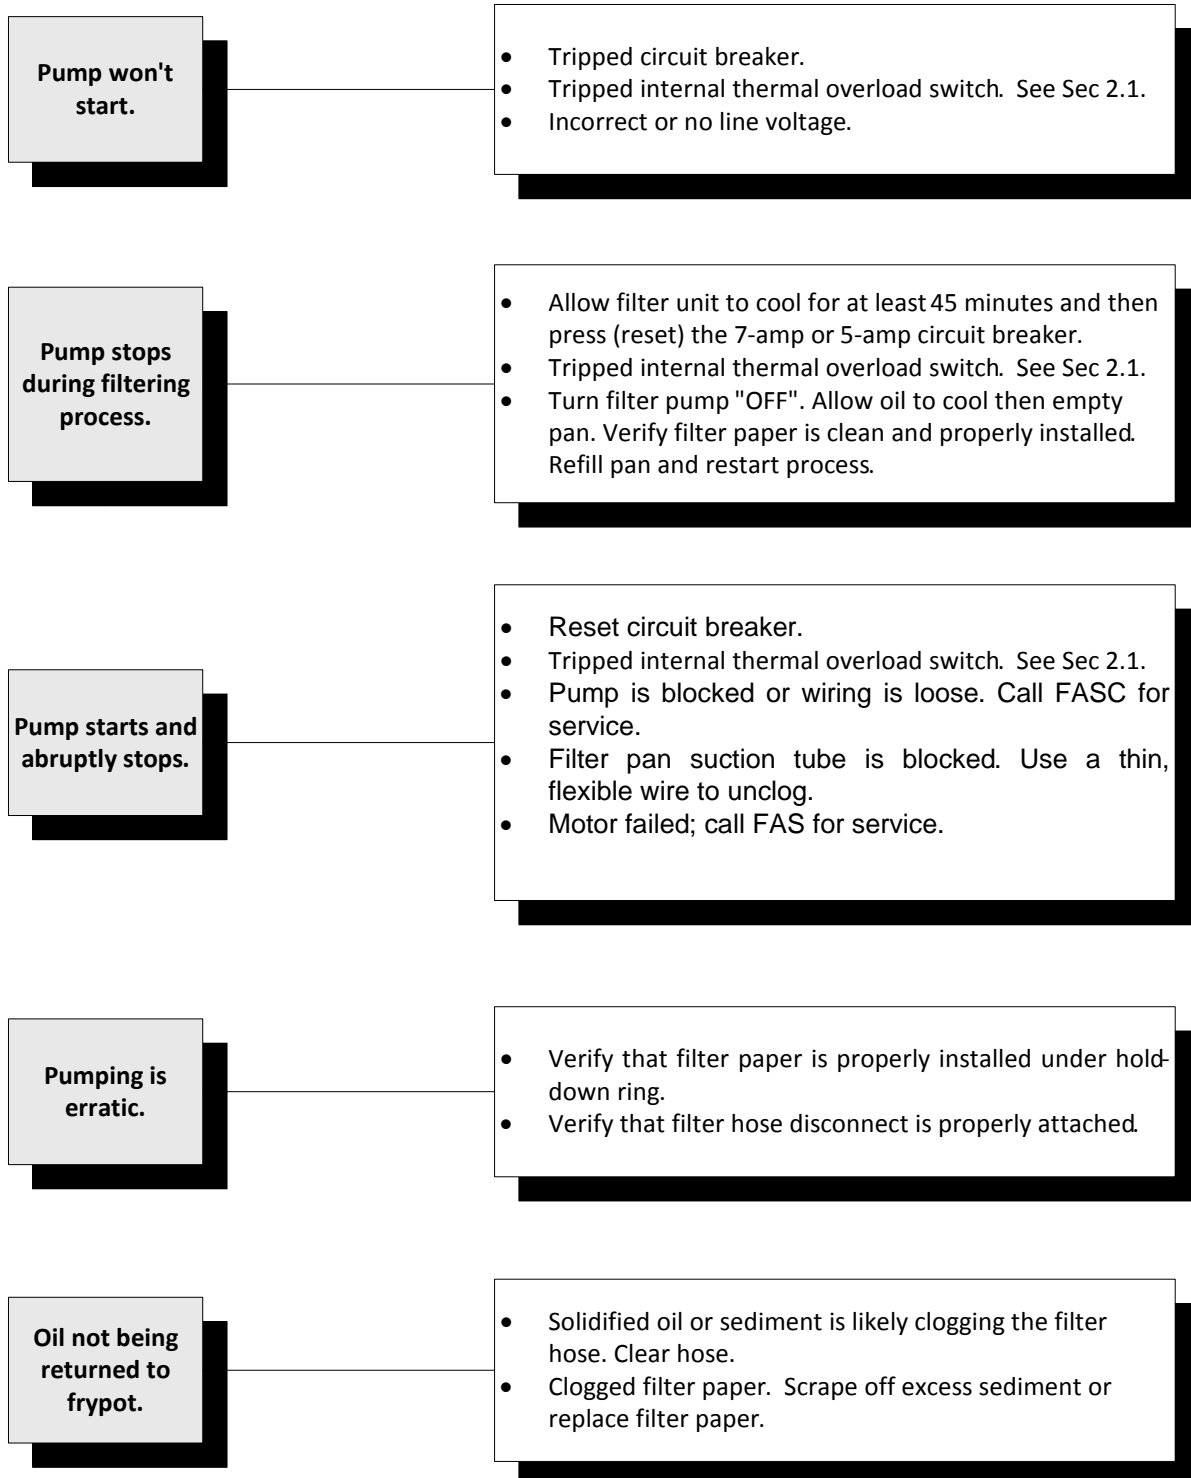 Pump won't
start.
• Tripped circuit breaker.
• Tripped internal thermal overload switch.  See Sec 2.1.
• Incorrect or no line voltage.
Pump stops
during filtering
process.
• Allow filter unit to cool for at least 45 minutes and then
press (reset) the 7-amp or 5-amp circuit breaker.
• Tripped internal thermal overload switch.  See Sec 2.1.
• Turn filter pump "OFF". Allow oil to cool then empty
pan. Verify filter paper is clean and properly installed.
Refill pan and restart process.
Pump starts and
abruptly stops.
• Reset circuit breaker.
• Tripped internal thermal overload switch.  See Sec 2.1.
• Pump is blocked or wiring is loose. Call FASC for
service.
• Filter pan suction tube is blocked. Use a thin,
flexible wire to unclog.
• Motor failed; call FAS for service.
Pumping is
erratic.
• Verify that filter paper is properly installed under hold-
down ring.
• Verify that filter hose disconnect is properly attached.
Oil not being
returned to
frypot.
• Solidified oil or sediment is likely clogging the filter
hose. Clear hose.
• Clogged filter paper.  Scrape off excess sediment or
replace filter paper.